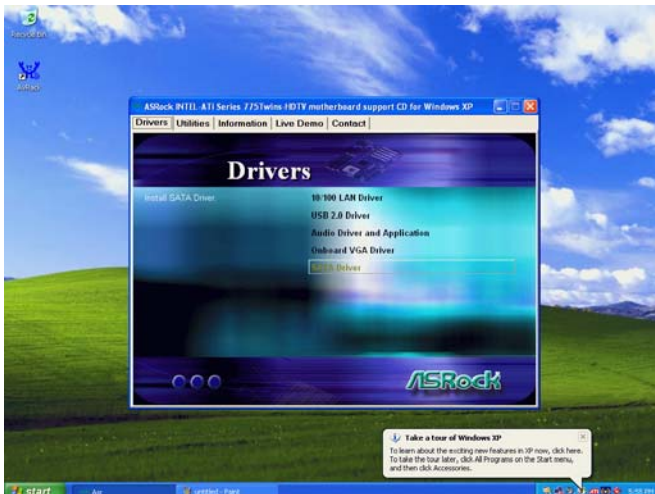 Recycle Bin
ASRock INTEL-ATI Series 775Twins-HDTV motherboard support CD for Windows XP
Drivers Utilities Information Live Demo Contact
Drivers
Install SATA Driver
10/100 LAN Driver
USB 2.0 Driver
Audio Driver and Application
Onboard VGA Driver
SATA Driver
ASRock
Take a tour of Windows XP
To learn about the exciting new features in XP now, click here.
To take the tour later, click All Programs on the Start menu,
and then click Accessories.
start
untitled - Paint